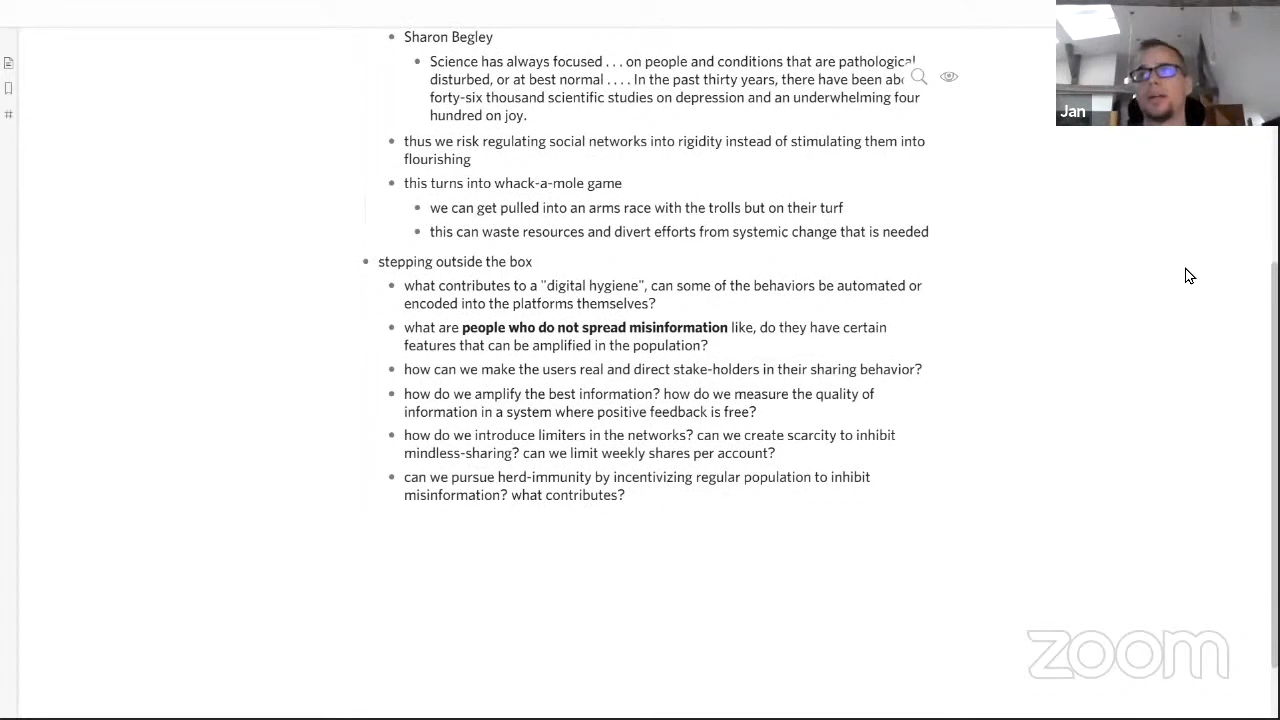 Sharon Begley
Science has always focused . . . on people and conditions that are pathological,
disturbed, or at best normal . . . . In the past thirty years, there have been
forty-six thousand scientific studies on depression and an underwhelming four
hundred on joy.
thus we risk regulating social networks into rigidity instead of stimulating them into
flourishing
this turns into whack-a-mole game
we can get pulled into an arms race with the trolls but on their turf
this can waste resources and divert efforts from systemic change that is needed
stepping outside the box
what contributes to a "digital hygiene", can some of the behaviors be automated or
encoded into the platforms themselves?
what are people who do not spread misinformation like, do they have certain
features that can be amplified in the population?
how can we make the users real and direct stake-holders in their sharing behavior?
how do we amplify the best information? how do we measure the quality of
information in a system where positive feedback is free?
how do we introduce limiters in the networks? can we create scarcity to inhibit
mindless-sharing? can we limit weekly shares per account?
can we pursue herd-immunity by incentivizing regular population to inhibit
misinformation? what contributes?
Jan
zoom